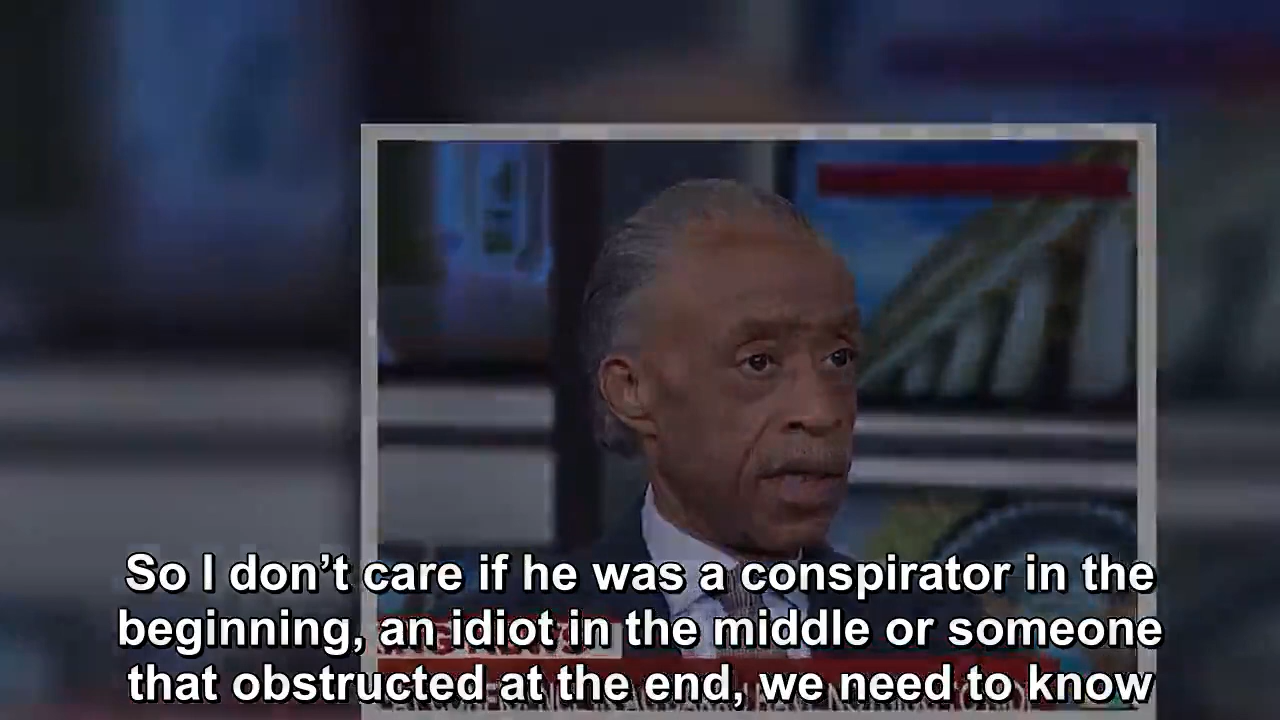 So I don’t care if he was a conspirator in the
beginning, an idiot in the middle or someone
that obstructed at the end, we need to know